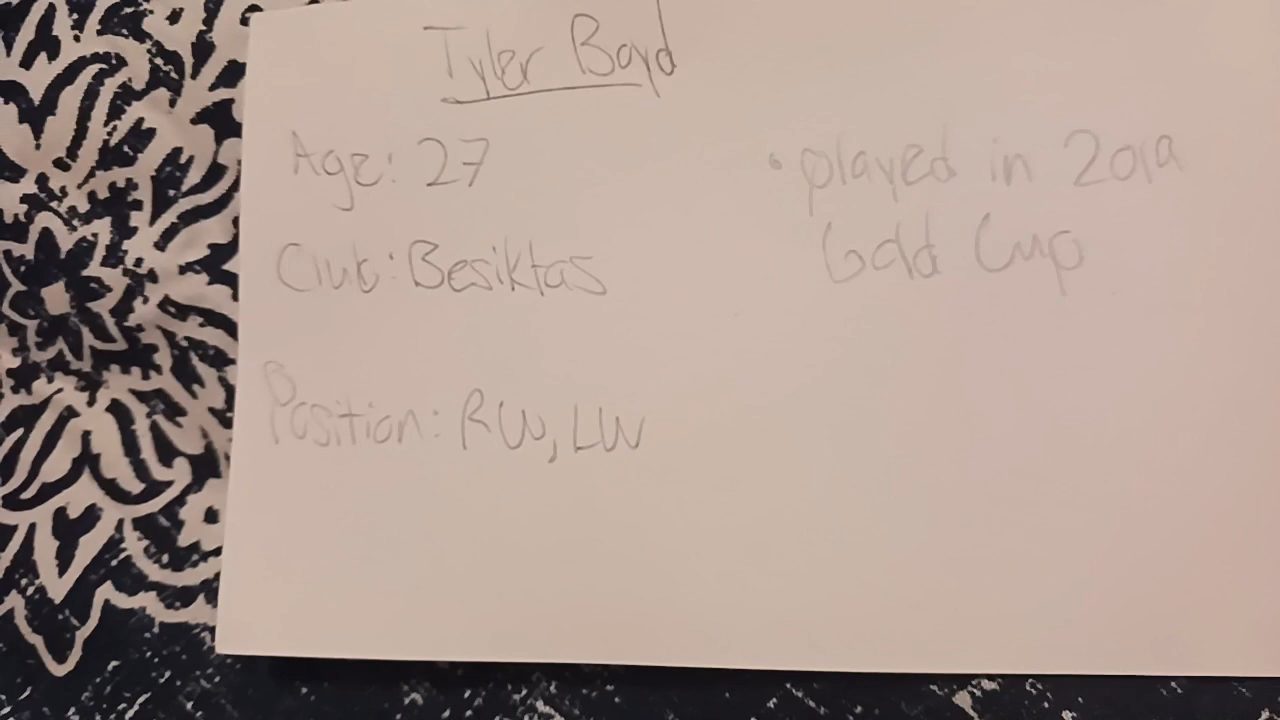 Tyler Boyd
Age: 27
Club: Besiktas
Position: RW, LW
• played in 2019
Gold Cup